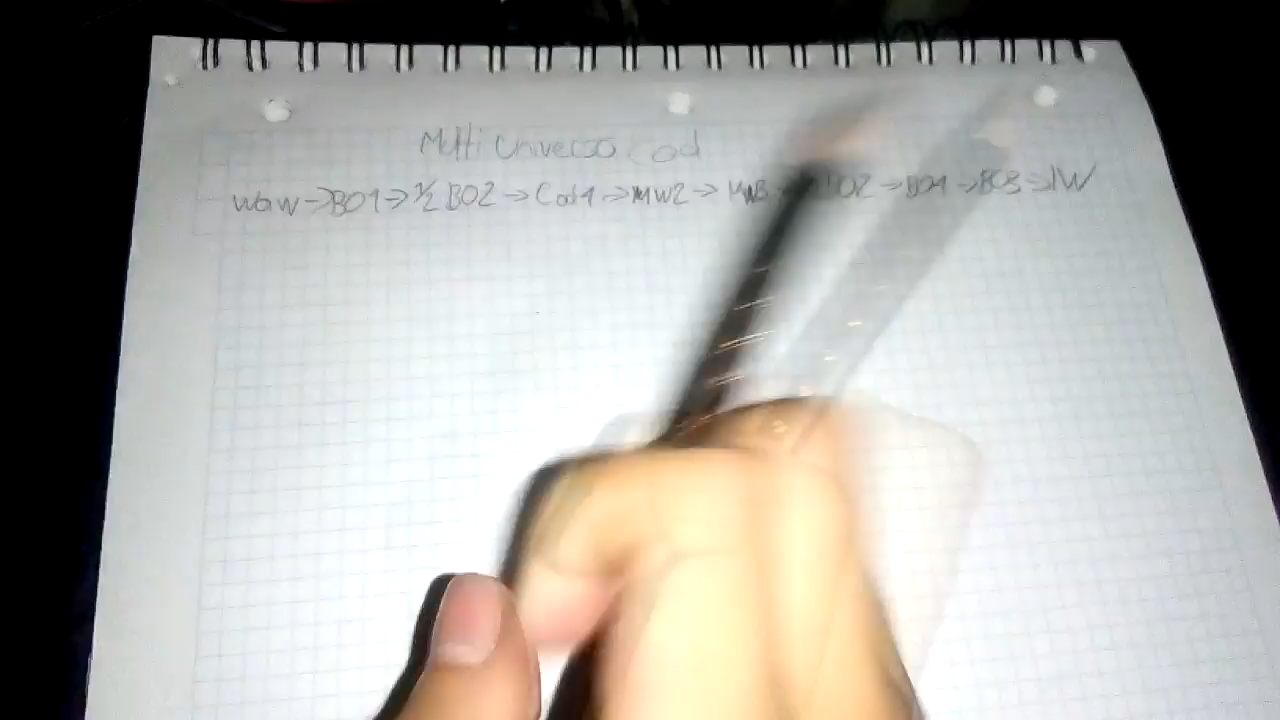 Multi Universo Cod
WaW → BO1 → 1/2 BO2 → Cod4 → MW2 → MW3 → BO2 → BO4 → BO3 → IW